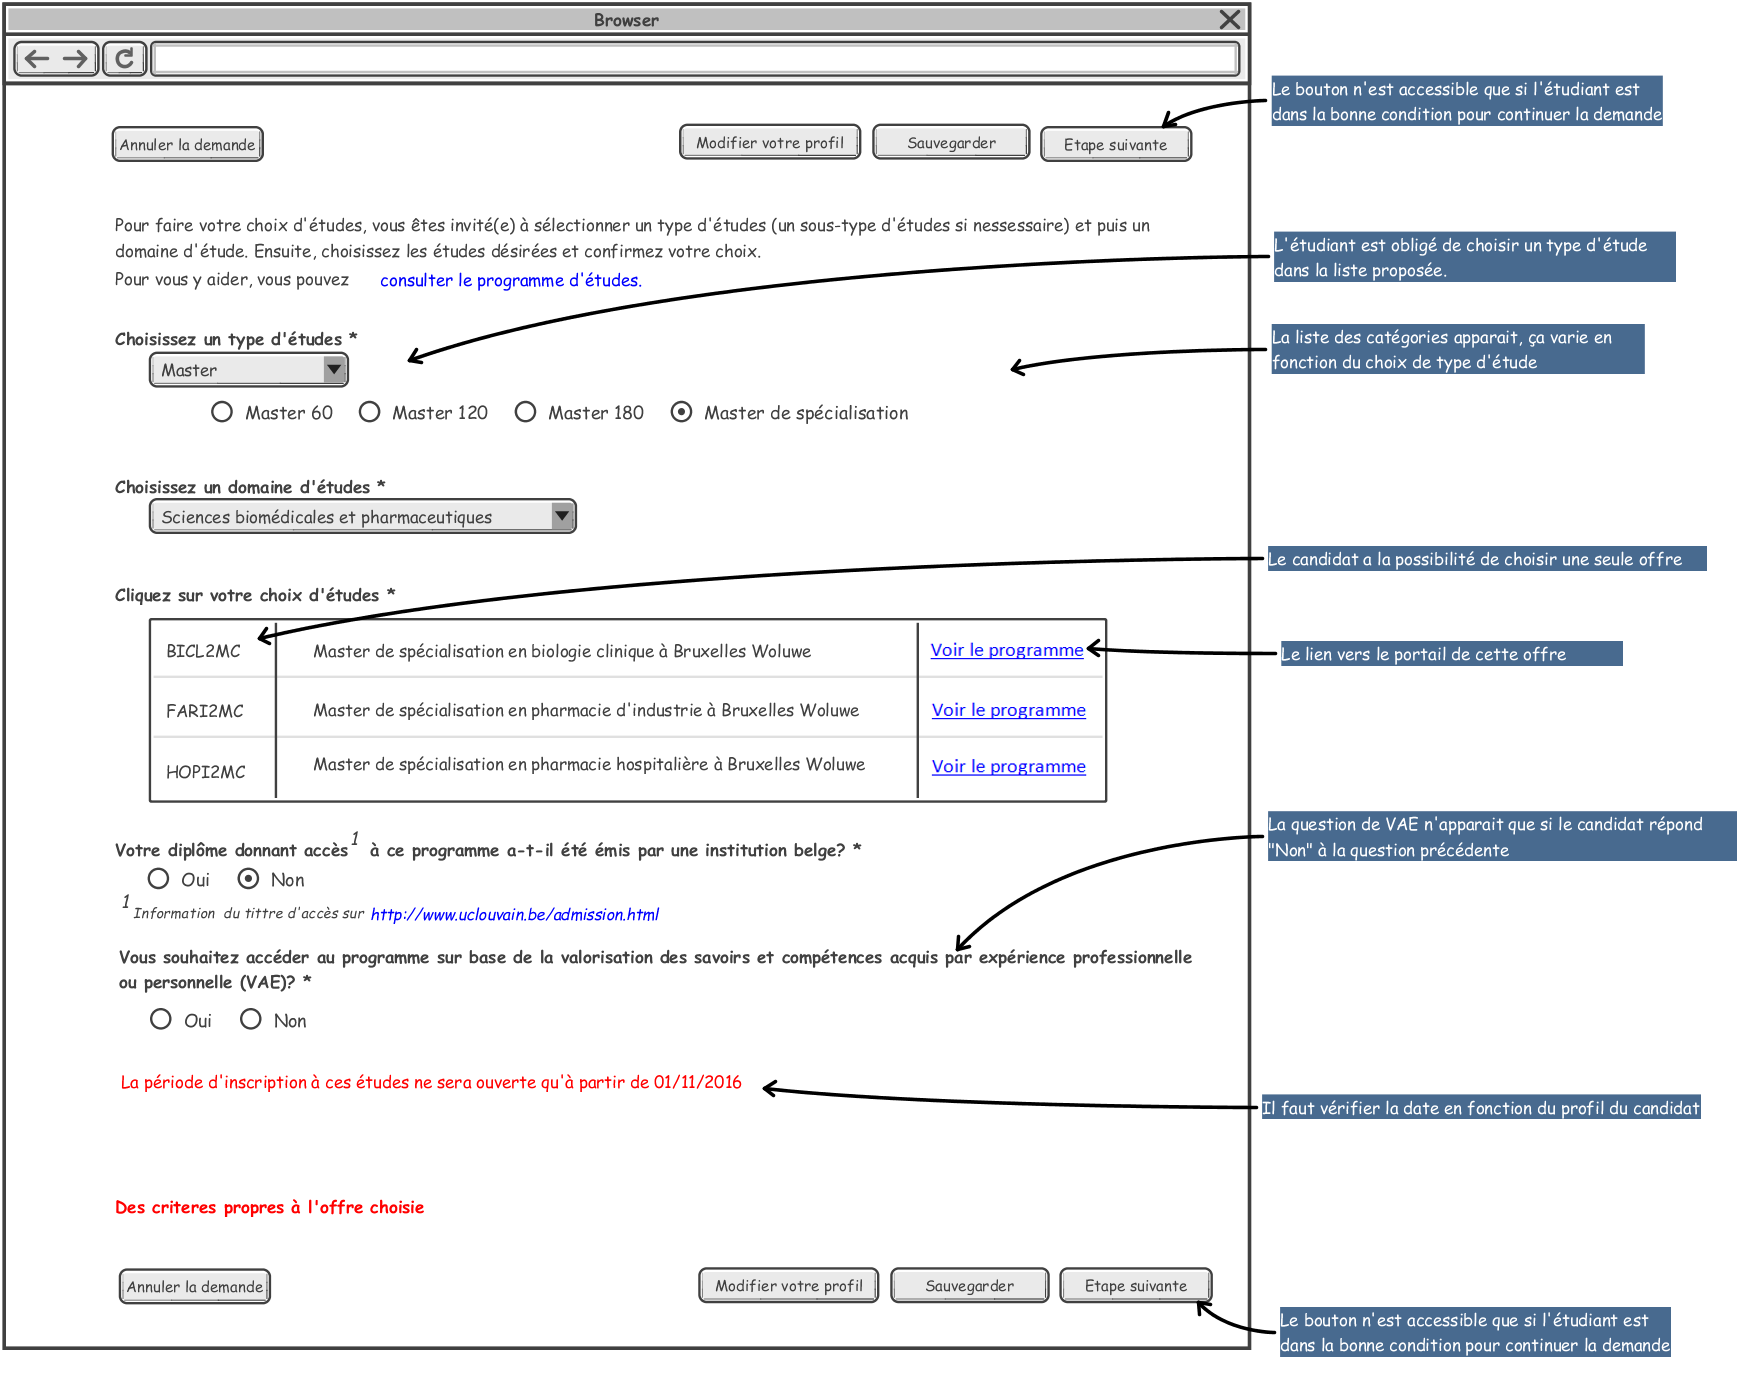 Browser
Le bouton n'est accessible que si l'étudiant est
dans la bonne condition pour continuer la demande
Annuler la demande
Modifier votre profil
Sauvegarder
Etape suivante
Pour faire votre choix d'études, vous êtes invité(e) à sélectionner un type d'études (un sous-type d'études si nessessaire) et puis un
domaine d'étude. Ensuite, choisissez les études désirées et confirmez votre choix.
Pour vous y aider, vous pouvez consulter le programme d'études.
L'étudiant est obligé de choisir un type d'étude
dans la liste proposée.
La liste des catégories apparait, ça varie en
fonction du choix de type d'étude
Choisissez un type d'études *
Master
Master 60
Master 120
Master 180
Master de spécialisation
Choisissez un domaine d'études *
Sciences biomédicales et pharmaceutiques
Le candidat a la possibilité de choisir une seule offre
Cliquez sur votre choix d'études *
BICL2MC
Master de spécialisation en biologie clinique à Bruxelles Woluwe
Voir le programme
Le lien vers le portail de cette offre
FARI2MC
Master de spécialisation en pharmacie d'industrie à Bruxelles Woluwe
Voir le programme
HOPI2MC
Master de spécialisation en pharmacie hospitalière à Bruxelles Woluwe
Voir le programme
La question de VAE n'apparait que si le candidat répond
"Non" à la question précédente
Votre diplôme donnant accès 1 à ce programme a-t-il été émis par une institution belge? *
Oui
Non
1 Information du tittre d'accès sur http://www.uclouvain.be/admission.html
Vous souhaitez accéder au programme sur base de la valorisation des savoirs et compétences acquis par expérience professionnelle
ou personnelle (VAE)? *
Oui
Non
La période d'inscription à ces études ne sera ouverte qu'à partir de 01/11/2016
Il faut vérifier la date en fonction du profil du candidat
Des criteres propres à l'offre choisie
Annuler la demande
Modifier votre profil
Sauvegarder
Etape suivante
Le bouton n'est accessible que si l'étudiant est
dans la bonne condition pour continuer la demande